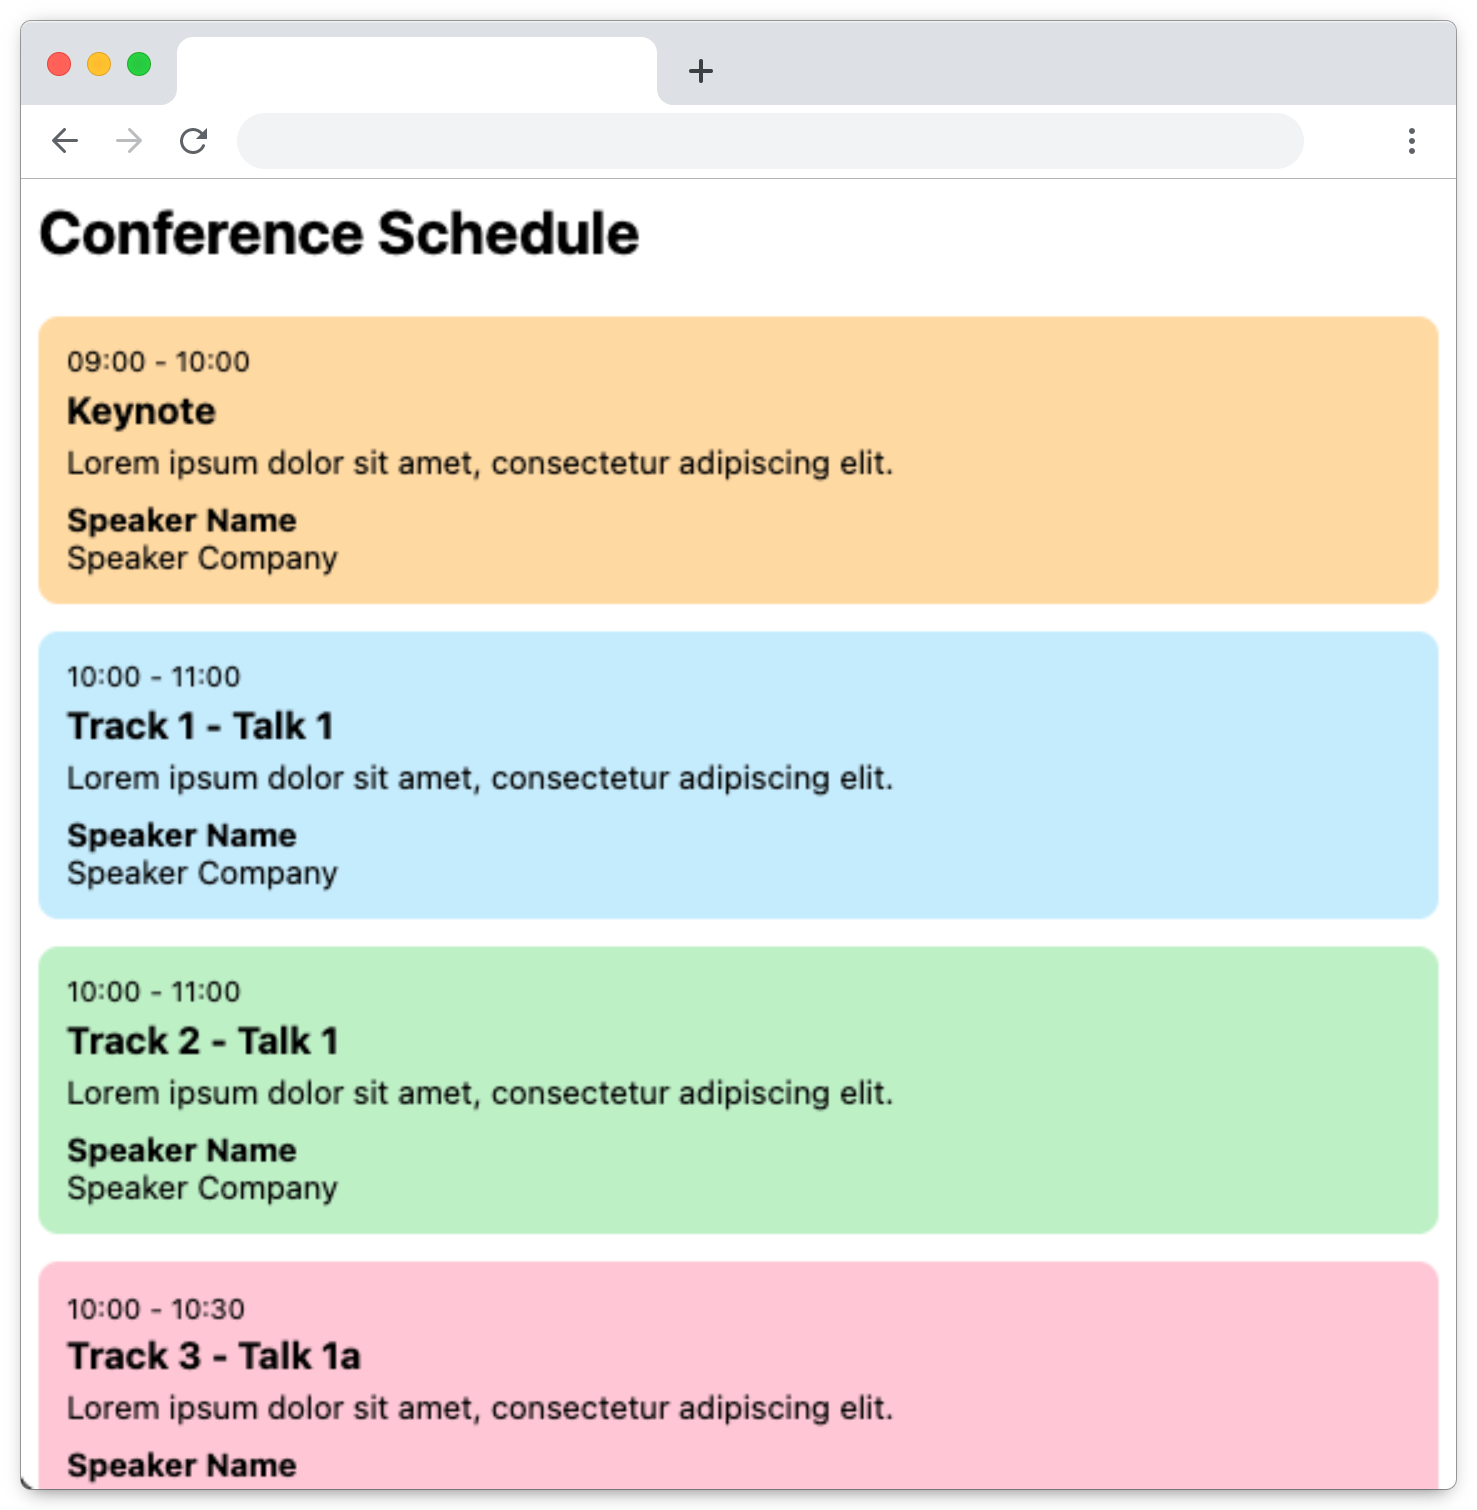 Conference Schedule
09:00 - 10:00
Keynote
Lorem ipsum dolor sit amet, consectetur adipiscing elit.
Speaker Name
Speaker Company
10:00 - 11:00
Track 1 - Talk 1
Lorem ipsum dolor sit amet, consectetur adipiscing elit.
Speaker Name
Speaker Company
10:00 - 11:00
Track 2 - Talk 1
Lorem ipsum dolor sit amet, consectetur adipiscing elit.
Speaker Name
Speaker Company
10:00 - 10:30
Track 3 - Talk 1a
Lorem ipsum dolor sit amet, consectetur adipiscing elit.
Speaker Name